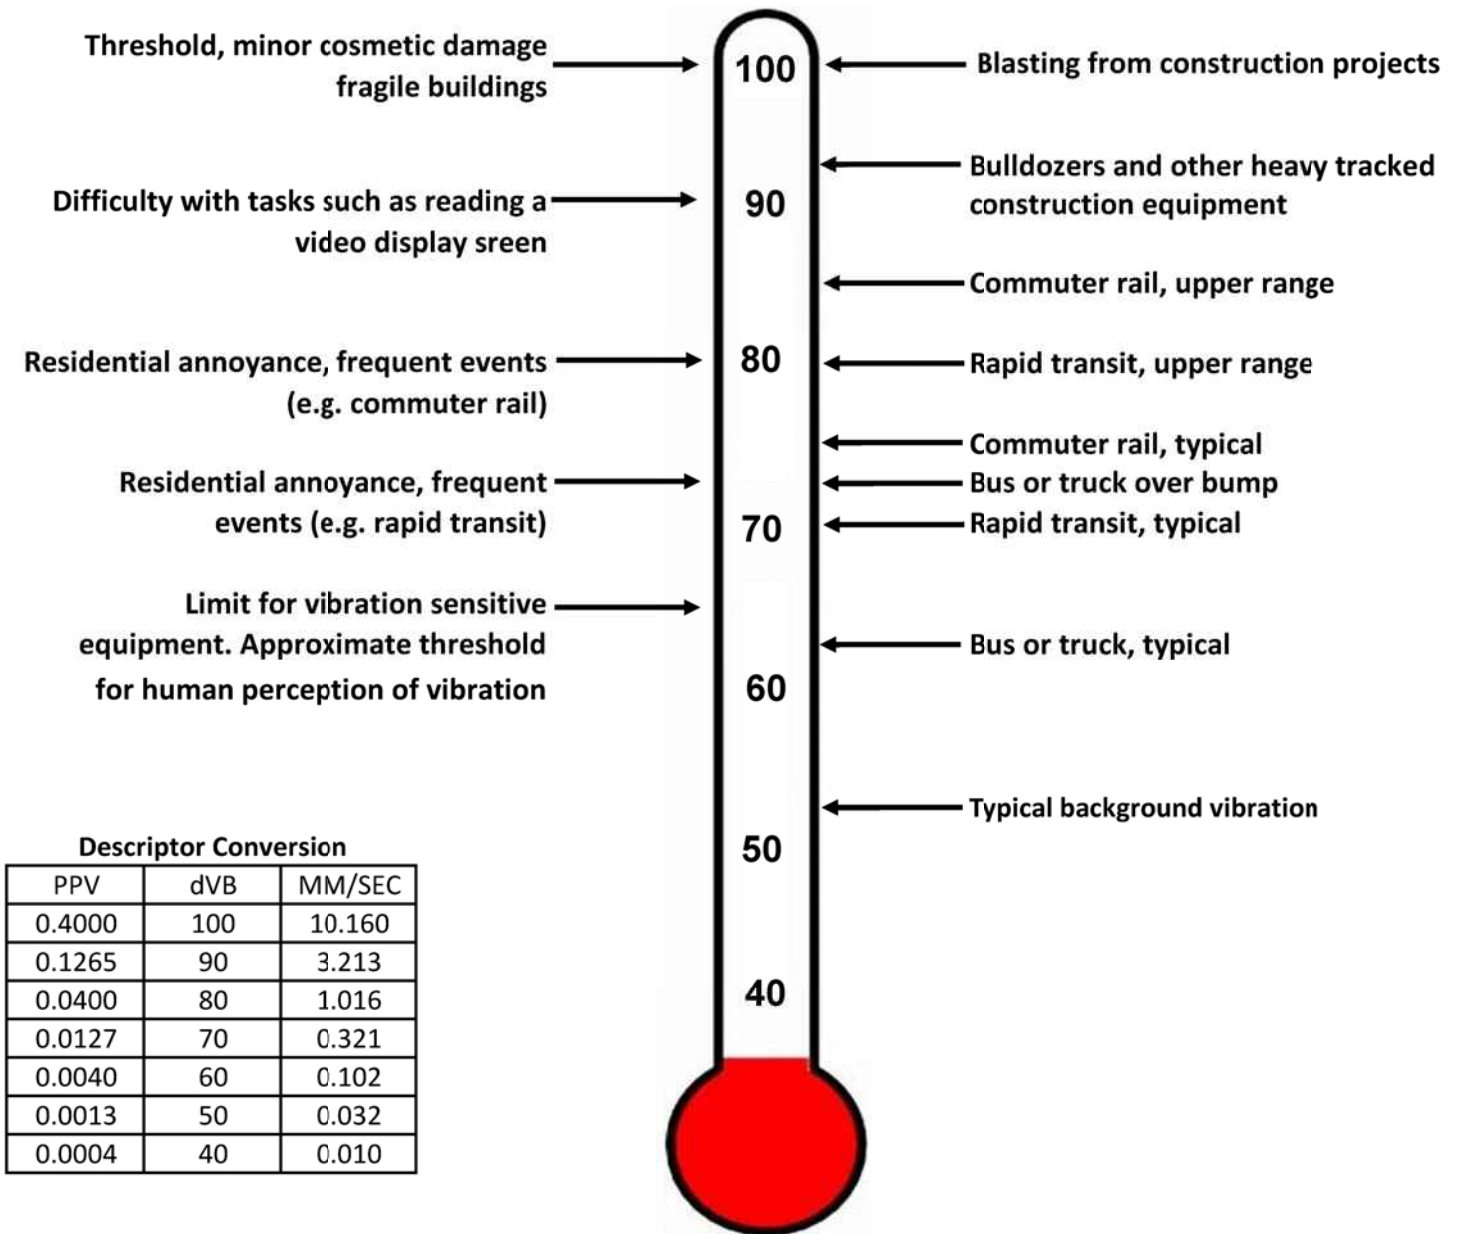 Threshold, minor cosmetic damage
fragile buildings
Difficulty with tasks such as reading a
video display sreen
Residential annoyance, frequent events
(e.g. commuter rail)
Residential annoyance, frequent
events (e.g. rapid transit)
Limit for vibration sensitive
equipment. Approximate threshold
for human perception of vibration
100
90
80
70
60
50
40
Blasting from construction projects
Bulldozers and other heavy tracked
construction equipment
Commuter rail, upper range
Rapid transit, upper range
Commuter rail, typical
Bus or truck over bump
Rapid transit, typical
Bus or truck, typical
Typical background vibration
Descriptor Conversion
PPV dVB MM/SEC
0.4000 100 10.160
0.1265 90 3.213
0.0400 80 1.016
0.0127 70 0.321
0.0040 60 0.102
0.0013 50 0.032
0.0004 40 0.010